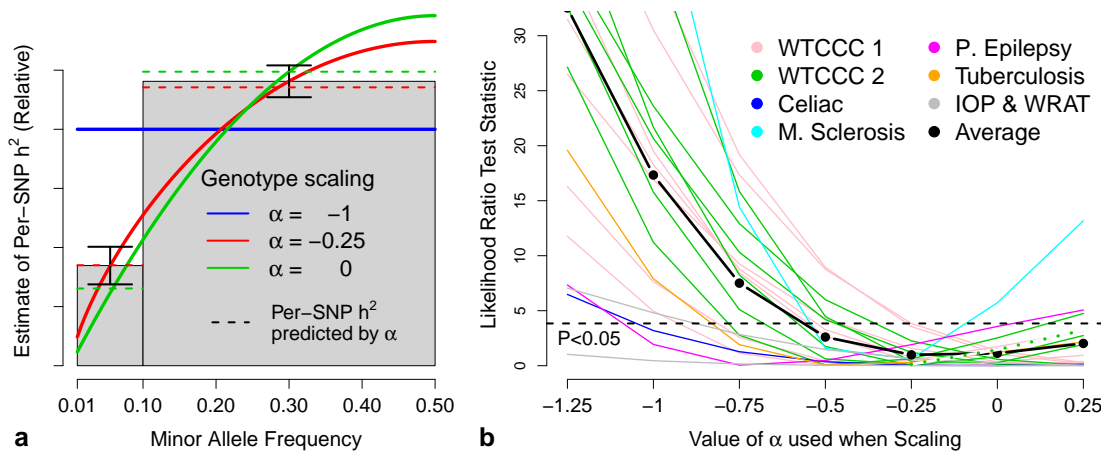 Estimate of Per−SNP h² (Relative)
Genotype scaling
α = −1
α = −0.25
α = 0
Per−SNP h²
predicted by α
0.01 0.10 0.20 0.30 0.40 0.50
Minor Allele Frequency
a
Likelihood Ratio Test Statistic
30
25
20
15
10
5
0
WTCCC 1
WTCCC 2
Celiac
M. Sclerosis
P. Epilepsy
Tuberculosis
IOP & WRAT
Average
P<0.05
−1.25 −1 −0.75 −0.5 −0.25 0 0.25
Value of α used when Scaling
b